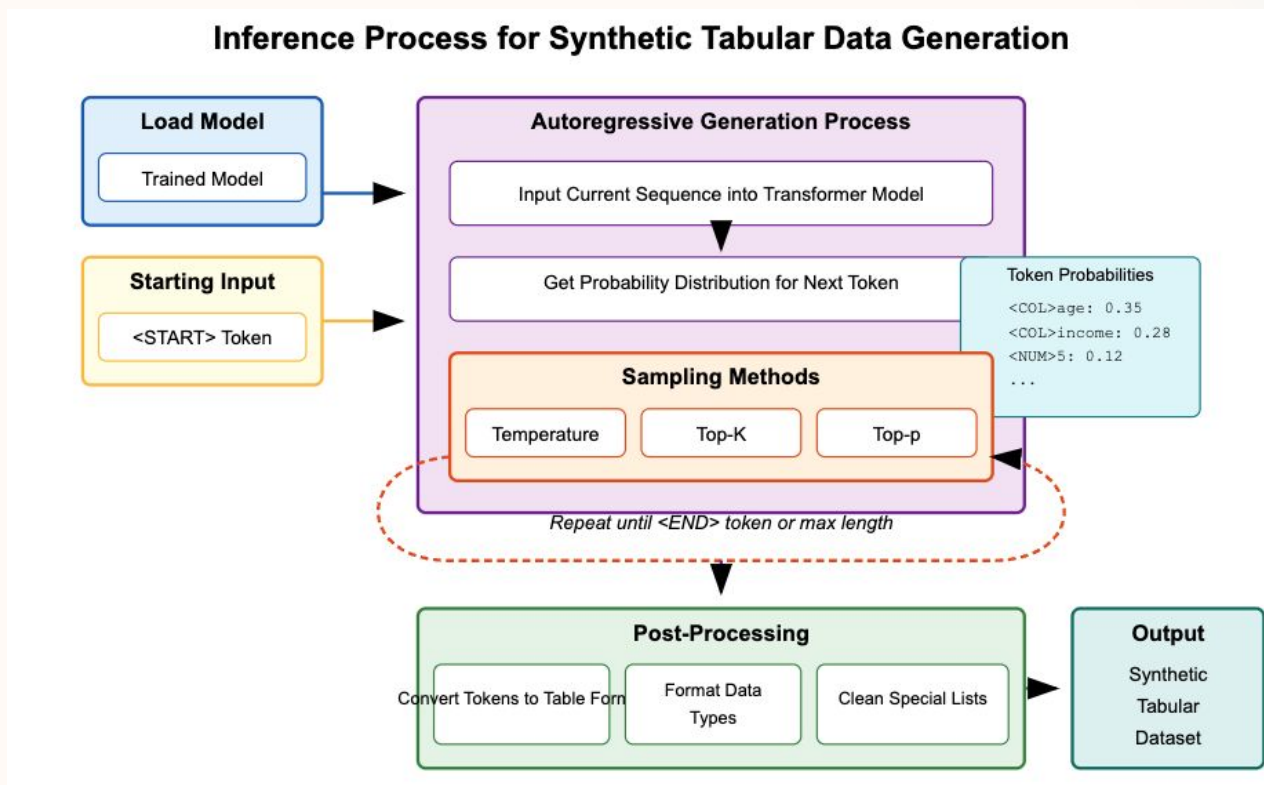 Inference Process for Synthetic Tabular Data Generation
Load Model
Trained Model
Starting Input
<START> Token
Autoregressive Generation Process
Input Current Sequence into Transformer Model
Get Probability Distribution for Next Token
Token Probabilities
<COL>age: 0.35
<COL>income: 0.28
<NUM>5: 0.12
...
Sampling Methods
Temperature
Top-K
Top-p
Repeat until <END> token or max length
Post-Processing
Convert Tokens to Table Form
Format Data
Types
Clean Special Lists
Output
Synthetic
Tabular
Dataset